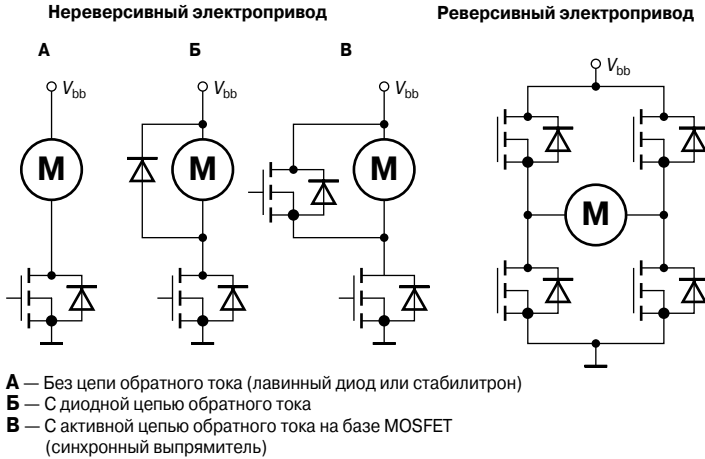 Нереверсивный электропривод
Реверсивный электропривод
А Б В
V_bb V_bb V_bb V_bb
М М М М
А — Без цепи обратного тока (лавинный диод или стабилитрон)
Б — С диодной цепью обратного тока
В — С активной цепью обратного тока на базе MOSFET
(синхронный выпрямитель)